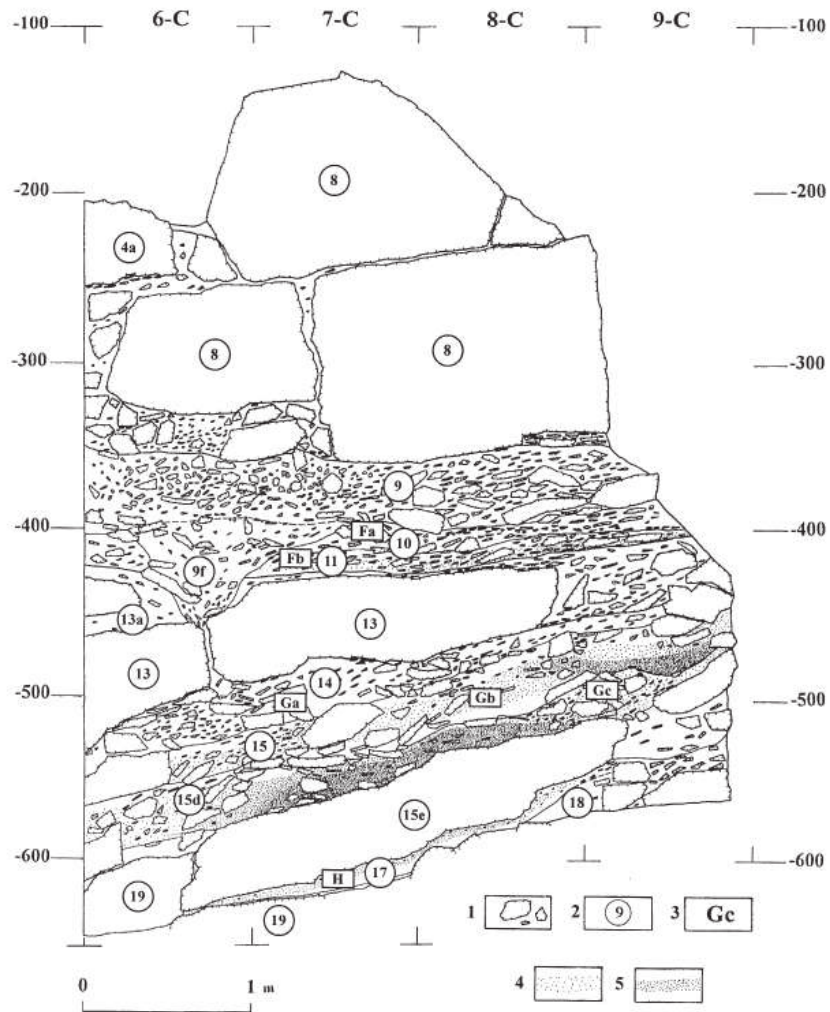 6-C 7-C 8-C 9-C
-100 -100
8
-200 -200
4a
8 8
-300 -300
9
-400 Fa -400
10
Fb 11
9f
13a 13
13
14
-500 Ga Gb Gc -500
15
15d
15e 18
-600 H 17 -600
19
19
1 2 9 3 Gc
0 1 m
4 5